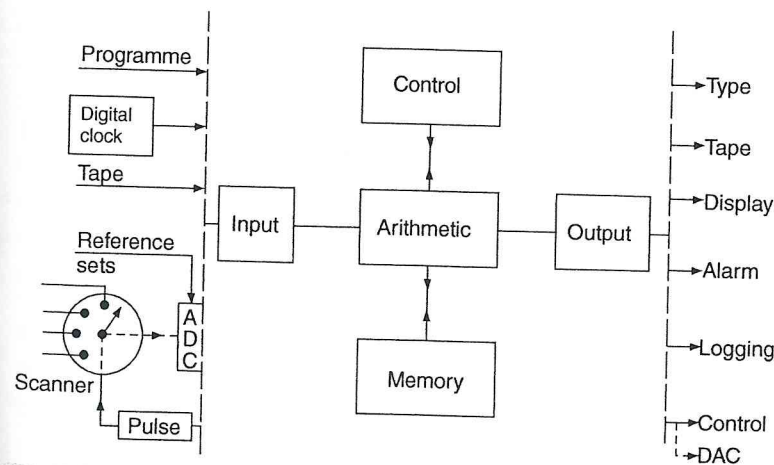 Programme
Digital
clock
Tape
Reference
sets
A
D
C
Scanner
Pulse
Input
Control
Arithmetic
Memory
Output
Type
Tape
Display
Alarm
Logging
Control
DAC